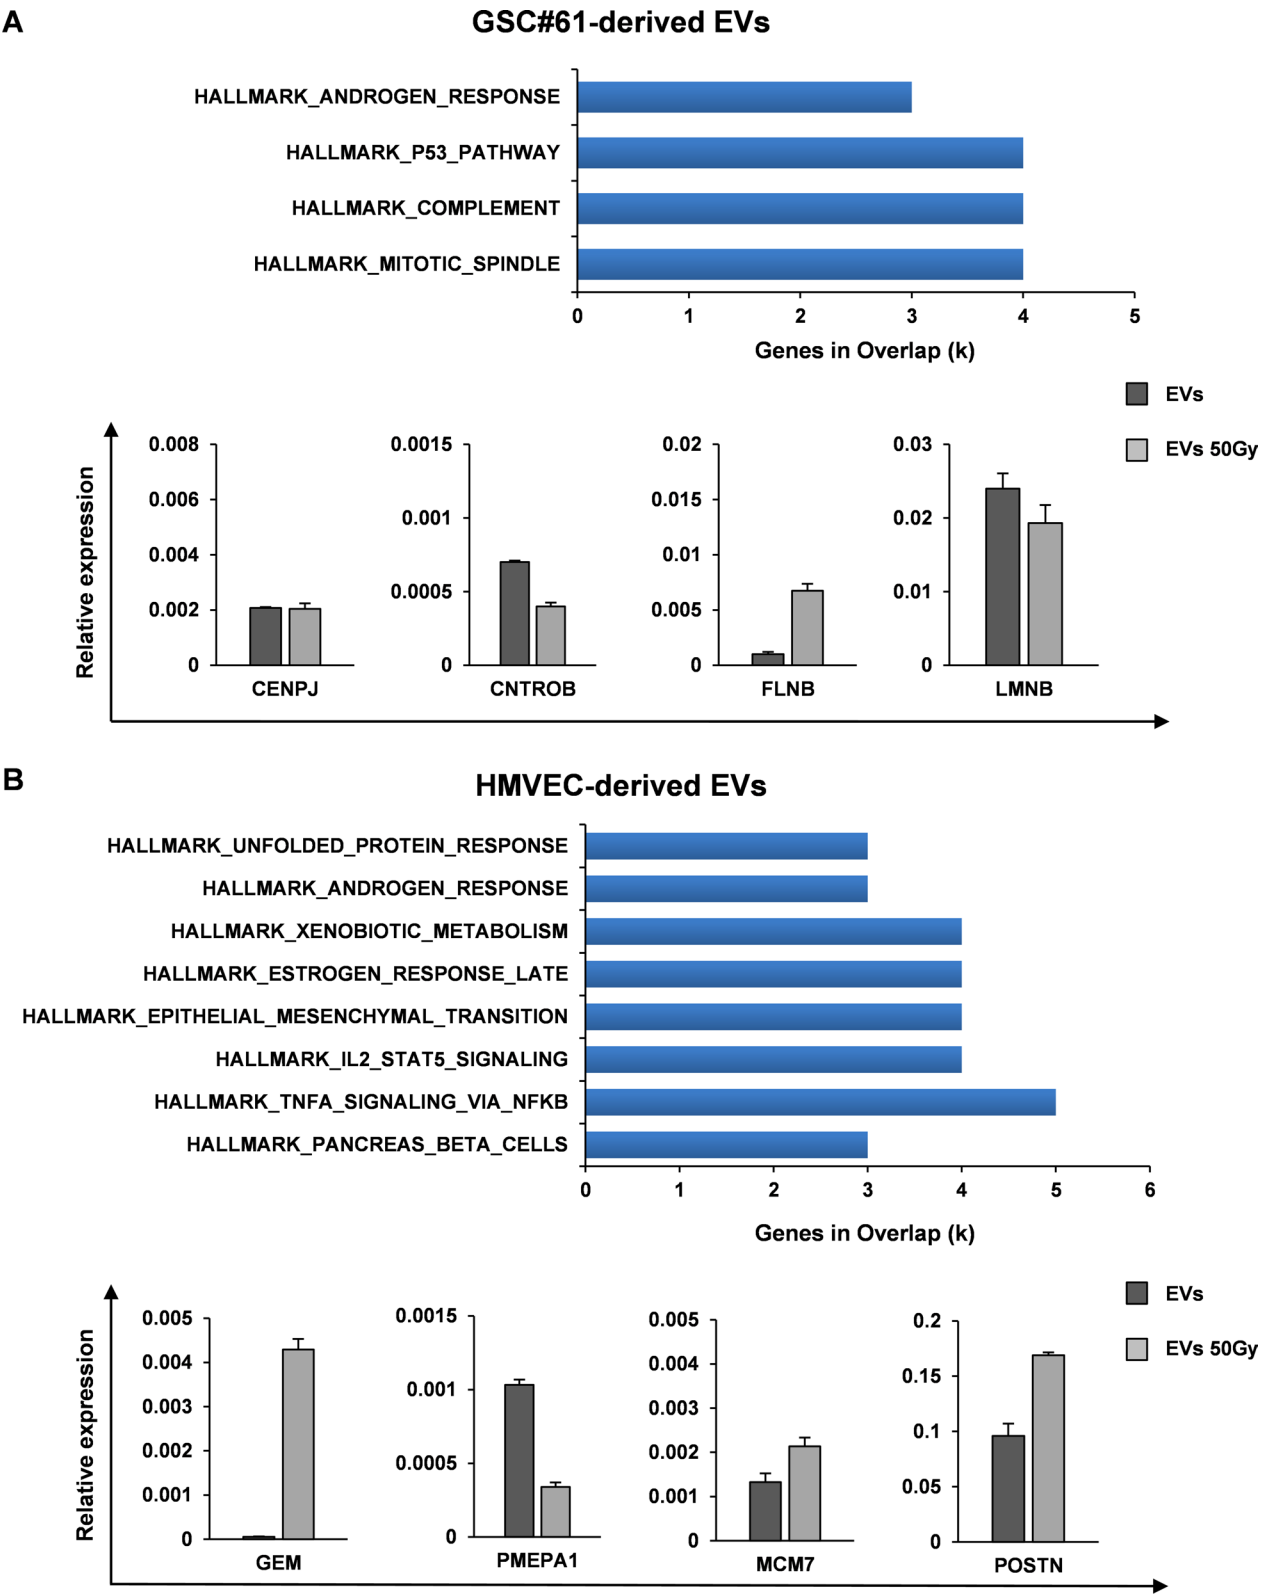 A
GSC#61-derived EVs
HALLMARK_ANDROGEN_RESPONSE
HALLMARK_P53_PATHWAY
HALLMARK_COMPLEMENT
HALLMARK_MITOTIC_SPINDLE
0 1 2 3 4 5
Genes in Overlap (k)
EVs
EVs 50Gy
Relative expression
0.008
0.006
0.004
0.002
0
CENPJ
0.0015
0.001
0.0005
0
CNTROB
0.02
0.015
0.01
0.005
0
FLNB
0.03
0.02
0.01
0
LMNB
B
HMVEC-derived EVs
HALLMARK_UNFOLDED_PROTEIN_RESPONSE
HALLMARK_ANDROGEN_RESPONSE
HALLMARK_XENOBIOTIC_METABOLISM
HALLMARK_ESTROGEN_RESPONSE_LATE
HALLMARK_EPITHELIAL_MESENCHYMAL_TRANSITION
HALLMARK_IL2_STAT5_SIGNALING
HALLMARK_TNFA_SIGNALING_VIA_NFKB
HALLMARK_PANCREAS_BETA_CELLS
0 1 2 3 4 5 6
Genes in Overlap (k)
EVs
EVs 50Gy
Relative expression
0.005
0.004
0.003
0.002
0.001
0
GEM
0.0015
0.001
0.0005
0
PMEPA1
0.005
0.004
0.003
0.002
0.001
0
MCM7
0.2
0.15
0.1
0.05
0
POSTN